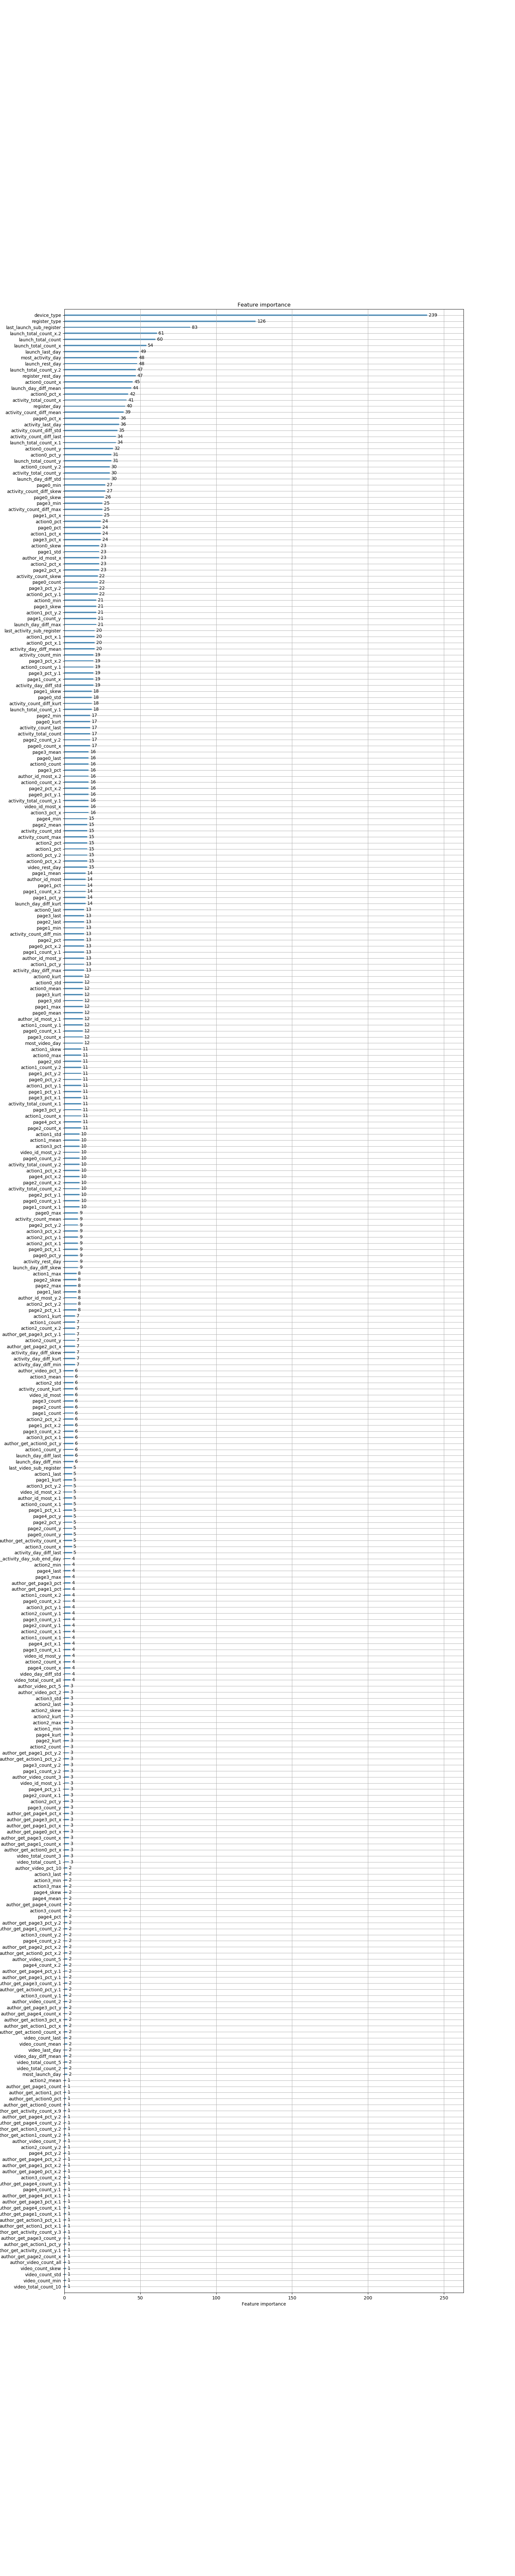 Feature importance
device_type 239
register_type 126
last_launch_sub_register 83
launch_total_count_x.2 61
launch_total_count 60
launch_total_count_x 54
launch_last_day 49
most_activity_day 48
launch_rest_day 48
launch_total_count_y.2 47
register_rest_day 47
action0_count_x 45
launch_day_diff_mean 44
action0_pct_x 42
activity_total_count_x 41
register_day 40
activity_count_diff_mean 39
page0_pct_x 36
activity_last_day 36
activity_count_diff_std 35
activity_count_diff_last 34
launch_total_count_x.1 34
action0_count_y 32
action0_pct_y 31
launch_total_count_y 31
action0_count_y.2 30
activity_total_count_y 30
launch_day_diff_std 30
page0_min 27
activity_count_diff_skew 27
page0_skew 26
page3_min 25
activity_count_diff_max 25
page1_pct_x 25
action0_pct 24
page0_pct 24
action1_pct_x 24
page3_pct_x 24
action0_skew 23
page1_std 23
author_id_most_x 23
action2_pct_x 23
page2_pct_x 23
activity_count_skew 22
page0_count 22
page3_pct_y.2 22
action0_pct_y.1 22
action0_min 21
page3_skew 21
action1_pct_y.2 21
page1_count_y 21
launch_day_diff_max 21
last_activity_sub_register 20
action1_pct_x.1 20
action0_pct_x.1 20
activity_day_diff_mean 20
activity_count_min 19
page3_pct_x.2 19
action0_count_y.1 19
page3_pct_y.1 19
page1_count_x 19
activity_day_diff_std 19
page1_skew 18
page0_std 18
activity_count_diff_kurt 18
launch_total_count_y.1 18
page2_min 17
page0_kurt 17
activity_count_last 17
activity_total_count 17
page2_count_y.2 17
page0_count_x 17
page3_mean 16
page0_last 16
action0_count 16
page3_pct 16
author_id_most_x.2 16
action0_count_x.2 16
page2_pct_x.2 16
page0_pct_y.1 16
activity_total_count_y.1 16
video_id_most_x 16
action3_pct_x 16
page4_min 15
page2_mean 15
activity_count_std 15
activity_count_max 15
action2_pct 15
action1_pct 15
action0_pct_y.2 15
action0_pct_x.2 15
video_rest_day 15
page1_mean 14
author_id_most 14
page1_pct 14
page1_count_x.2 14
page1_pct_y 14
launch_day_diff_kurt 14
action0_last 13
page3_last 13
page2_last 13
page1_min 13
activity_count_diff_min 13
page2_pct 13
page0_pct_x.2 13
page1_count_y.1 13
author_id_most_y 13
action1_pct_y 13
activity_day_diff_max 13
action0_kurt 12
action0_std 12
action0_mean 12
page3_kurt 12
page3_std 12
page1_max 12
page0_mean 12
author_id_most_y.1 12
action1_count_y.1 12
page0_count_x.1 12
page3_count_x 12
most_video_day 12
action1_skew 11
action0_max 11
page2_std 11
action1_count_y.2 11
page1_pct_y.2 11
page0_pct_y.2 11
action1_pct_y.1 11
page1_pct_y.1 11
page3_pct_x.1 11
activity_total_count_x.1 11
page3_pct_y 11
action1_count_x 11
page4_pct_x 11
page2_count_x 11
action1_std 10
action1_mean 10
action3_pct 10
video_id_most_y.2 10
page0_count_y.2 10
activity_total_count_y.2 10
action1_pct_x.2 10
page4_pct_x.2 10
page2_count_x.2 10
activity_total_count_x.2 10
page2_pct_y.1 10
page0_count_y.1 10
page1_count_x.1 10
page0_max 9
activity_count_mean 9
page2_pct_y.2 9
action3_pct_x.2 9
action2_pct_y.1 9
action2_pct_x.1 9
page0_pct_x.1 9
page0_pct_y 9
activity_rest_day 9
launch_day_diff_skew 9
action1_max 8
page2_skew 8
page2_max 8
page1_last 8
author_id_most_y.2 8
action2_pct_y.2 8
page2_pct_x.1 8
action1_kurt 7
action1_count 7
action2_count_x.2 7
author_get_page3_pct_y.1 7
action2_count_y 7
author_get_page2_pct_x 7
activity_day_diff_skew 7
activity_day_diff_kurt 7
activity_day_diff_min 7
author_video_pct_3 6
action3_mean 6
action2_std 6
activity_count_kurt 6
video_id_most 6
page3_count 6
page2_count 6
page1_count 6
action2_pct_x.2 6
page1_pct_x.2 6
page3_count_x.2 6
action3_pct_x.1 6
author_get_action0_pct_y 6
action1_count_y 6
launch_day_diff_last 6
launch_day_diff_min 6
last_video_sub_register 5
action1_last 5
page1_kurt 5
action3_pct_y.2 5
video_id_most_x.2 5
author_id_most_x.1 5
action0_count_x.1 5
page1_pct_x.1 5
page4_pct_y 5
page2_pct_y 5
page2_count_y 5
page0_count_y 5
author_get_activity_count_x 5
action3_count_x 5
activity_day_diff_last 5
_activity_day_sub_end_day 4
action2_min 4
page4_last 4
page3_max 4
author_get_page3_pct 4
author_get_page1_pct 4
action1_count_x.2 4
page0_count_x.2 4
action3_pct_y.1 4
action2_count_y.1 4
page3_count_y.1 4
page2_count_y.1 4
action2_count_x.1 4
action1_count_x.1 4
page4_pct_x.1 4
page3_count_x.1 4
video_id_most_y 4
action2_count_x 4
page4_count_x 4
video_day_diff_std 4
video_total_count_all 4
author_video_pct_5 3
author_video_pct_2 3
action3_std 3
action2_last 3
action2_skew 3
action2_kurt 3
action2_max 3
action1_min 3
page4_kurt 3
page2_kurt 3
action2_count 3
author_get_page1_pct_y.2 3
author_get_action1_pct_y.2 3
page3_count_y.2 3
page1_count_y.2 3
author_video_count_3 3
video_id_most_y.1 3
page4_pct_y.1 3
page2_count_x.1 3
action2_pct_y 3
page3_count_y 3
author_get_page4_pct_x 3
author_get_page3_pct_x 3
author_get_page1_pct_x 3
author_get_page0_pct_x 3
author_get_page3_count_x 3
author_get_page1_count_x 3
author_get_action0_pct_x 3
video_total_count_3 3
video_total_count_1 3
author_video_pct_10 2
action3_last 2
action3_min 2
action3_max 2
page4_skew 2
page4_mean 2
author_get_page4_count 2
action3_count 2
page4_pct 2
author_get_page3_pct_y.2 2
author_get_page1_count_y.2 2
action3_count_y.2 2
page4_count_y.2 2
author_get_page2_pct_x.2 2
author_get_action0_pct_x.2 2
author_video_count_5 2
page4_count_x.2 2
author_get_page4_pct_y.1 2
author_get_page1_pct_y.1 2
author_get_page3_count_y.1 2
author_get_action0_pct_y.1 2
action3_count_y.1 2
author_video_count_2 2
author_get_page3_pct_y 2
author_get_page4_count_x 2
author_get_action3_pct_x 2
author_get_action1_pct_x 2
author_get_action0_count_x 2
video_count_last 2
video_count_mean 2
video_last_day 2
video_day_diff_mean 2
video_total_count_5 2
video_total_count_2 2
most_launch_day 2
action2_mean 1
author_get_page1_count 1
author_get_action1_pct 1
author_get_action0_pct 1
author_get_action0_count 1
thor_get_activity_count_x.9 1
author_get_page4_pct_y.2 1
author_get_page4_count_y.2 1
thor_get_action3_count_y.2 1
thor_get_action1_count_y.2 1
author_video_count_7 1
action2_count_y.2 1
page4_pct_y.2 1
author_get_page4_pct_x.2 1
author_get_page1_pct_x.2 1
author_get_page0_pct_x.2 1
action3_count_x.2 1
author_get_page4_count_y.1 1
page4_count_y.1 1
author_get_page4_pct_x.1 1
author_get_page3_pct_x.1 1
author_get_page4_count_x.1 1
author_get_page1_count_x.1 1
author_get_action3_pct_x.1 1
author_get_action1_pct_x.1 1
thor_get_activity_count_y.3 1
author_get_page3_count_y 1
author_get_action1_pct_y 1
thor_get_activity_count_y.1 1
author_get_page2_count_x 1
author_video_count_all 1
video_count_skew 1
video_count_std 1
video_count_min 1
video_total_count_10 1
0 50 100 150 200 250
Feature importance